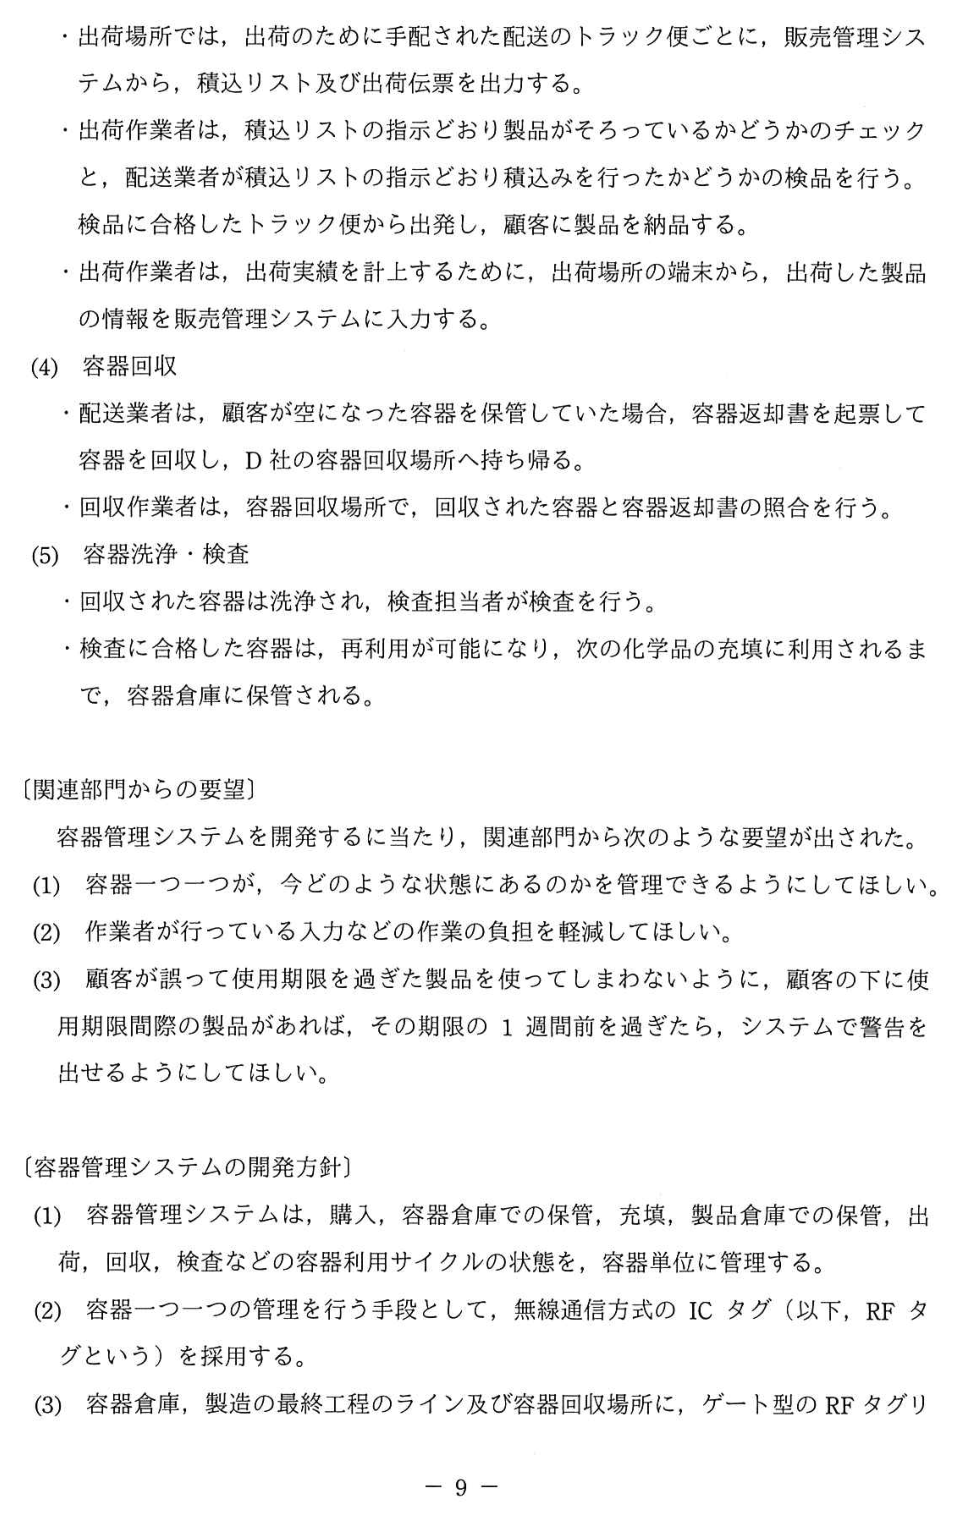 ・出荷場所では，出荷のために手配された配送のトラック便ごとに，販売管理シス
テムから，積込リスト及び出荷伝票を出力する。
・出荷作業者は，積込リストの指示どおり製品がそろっているかどうかのチェック
と，配送業者が積込リストの指示どおり積込みを行ったかどうかの検品を行う。
検品に合格したトラック便から出発し，顧客に製品を納品する。
・出荷作業者は，出荷実績を計上するために，出荷場所の端末から，出荷した製品
の情報を販売管理システムに入力する。
(4) 容器回収
・配送業者は，顧客が空になった容器を保管していた場合，容器返却書を起票して
容器を回収し，D 社の容器回収場所へ持ち帰る。
・回収作業者は，容器回収場所で，回収された容器と容器返却書の照合を行う。
(5) 容器洗浄・検査
・回収された容器は洗浄され，検査担当者が検査を行う。
・検査に合格した容器は，再利用が可能になり，次の化学品の充填に利用されるま
で，容器倉庫に保管される。
〔関連部門からの要望〕
容器管理システムを開発するに当たり，関連部門から次のような要望が出された。
(1) 容器一つ一つが，今どのような状態にあるのかを管理できるようにしてほしい。
(2) 作業者が行っている入力などの作業の負担を軽減してほしい。
(3) 顧客が誤って使用期限を過ぎた製品を使ってしまわないように，顧客の下に使
用期限間際の製品があれば，その期限の 1 週間前を過ぎたら，システムで警告を
出せるようにしてほしい。
〔容器管理システムの開発方針〕
(1) 容器管理システムは，購入，容器倉庫での保管，充填，製品倉庫での保管，出
荷，回収，検査などの容器利用サイクルの状態を，容器単位に管理する。
(2) 容器一つ一つの管理を行う手段として，無線通信方式の IC タグ（以下，RF タ
グという）を採用する。
(3) 容器倉庫，製造の最終工程のライン及び容器回収場所に，ゲート型の RF タグリ
－ 9 －